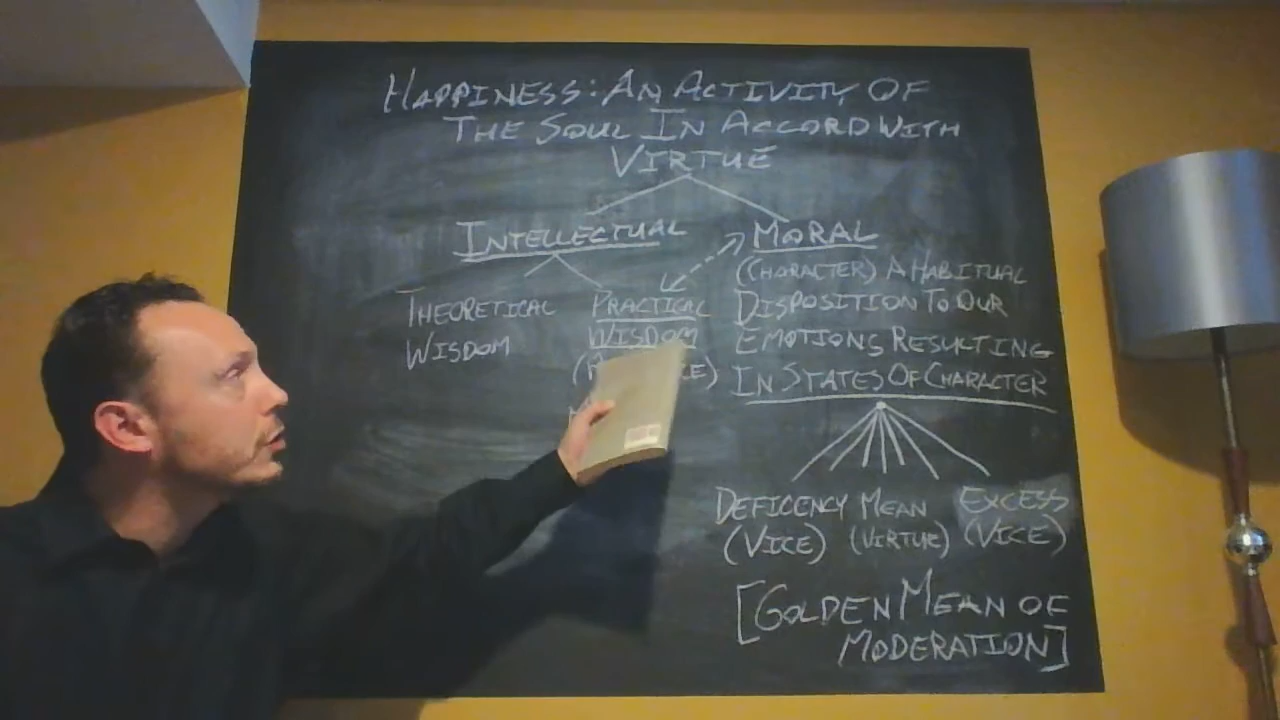 HAPPINESS: AN ACTIVITY OF
THE SOUL IN ACCORD WITH
VIRTUE
INTELLECTUAL
MORAL
THEORETICAL
WISDOM
PRACTICAL
WISDOM
(CHARACTER) A HABITUAL
DISPOSITION TO OUR
EMOTIONS RESULTING
IN STATES OF CHARACTER
DEFICENCY MEAN EXCESS
(VICE) (VIRTUE) (VICE)
[GOLDEN MEAN OF
MODERATION]